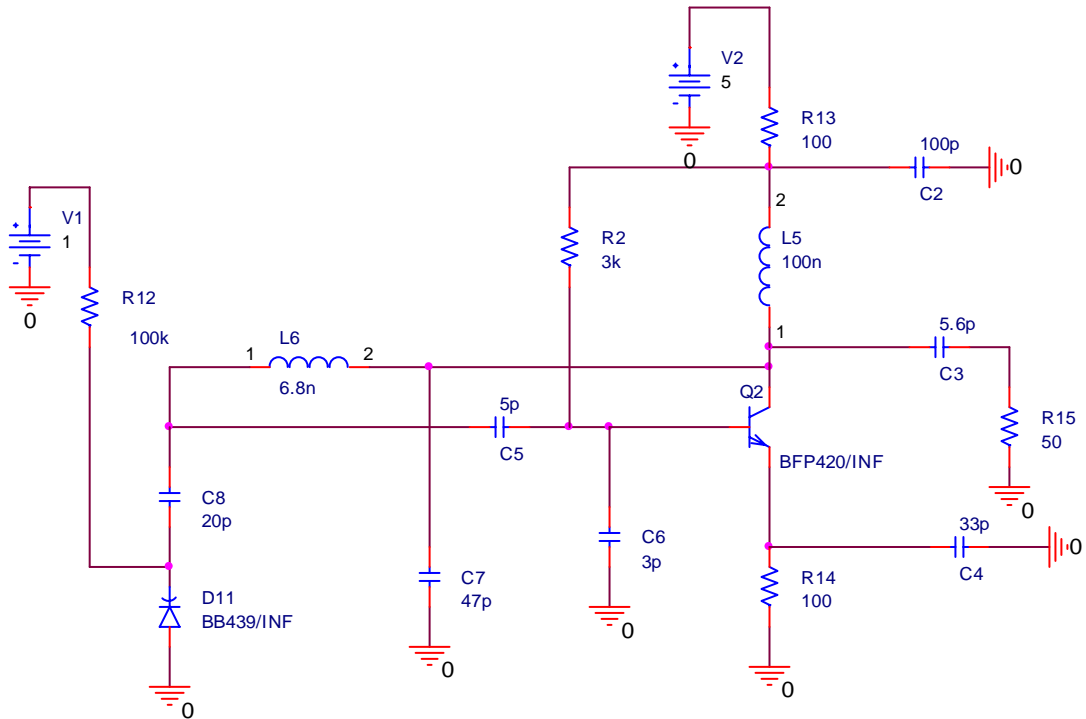 V2
5
+
-
0
R13
100
100p
C2
0
V1
1
+
-
0
R12
100k
R2
3k
2
L5
100n
1
L6
1
2
6.8n
5.6p
C3
R15
50
0
Q2
BFP420/INF
5p
C5
C8
20p
C7
47p
0
C6
3p
0
33p
C4
0
R14
100
0
D11
BB439/INF
0